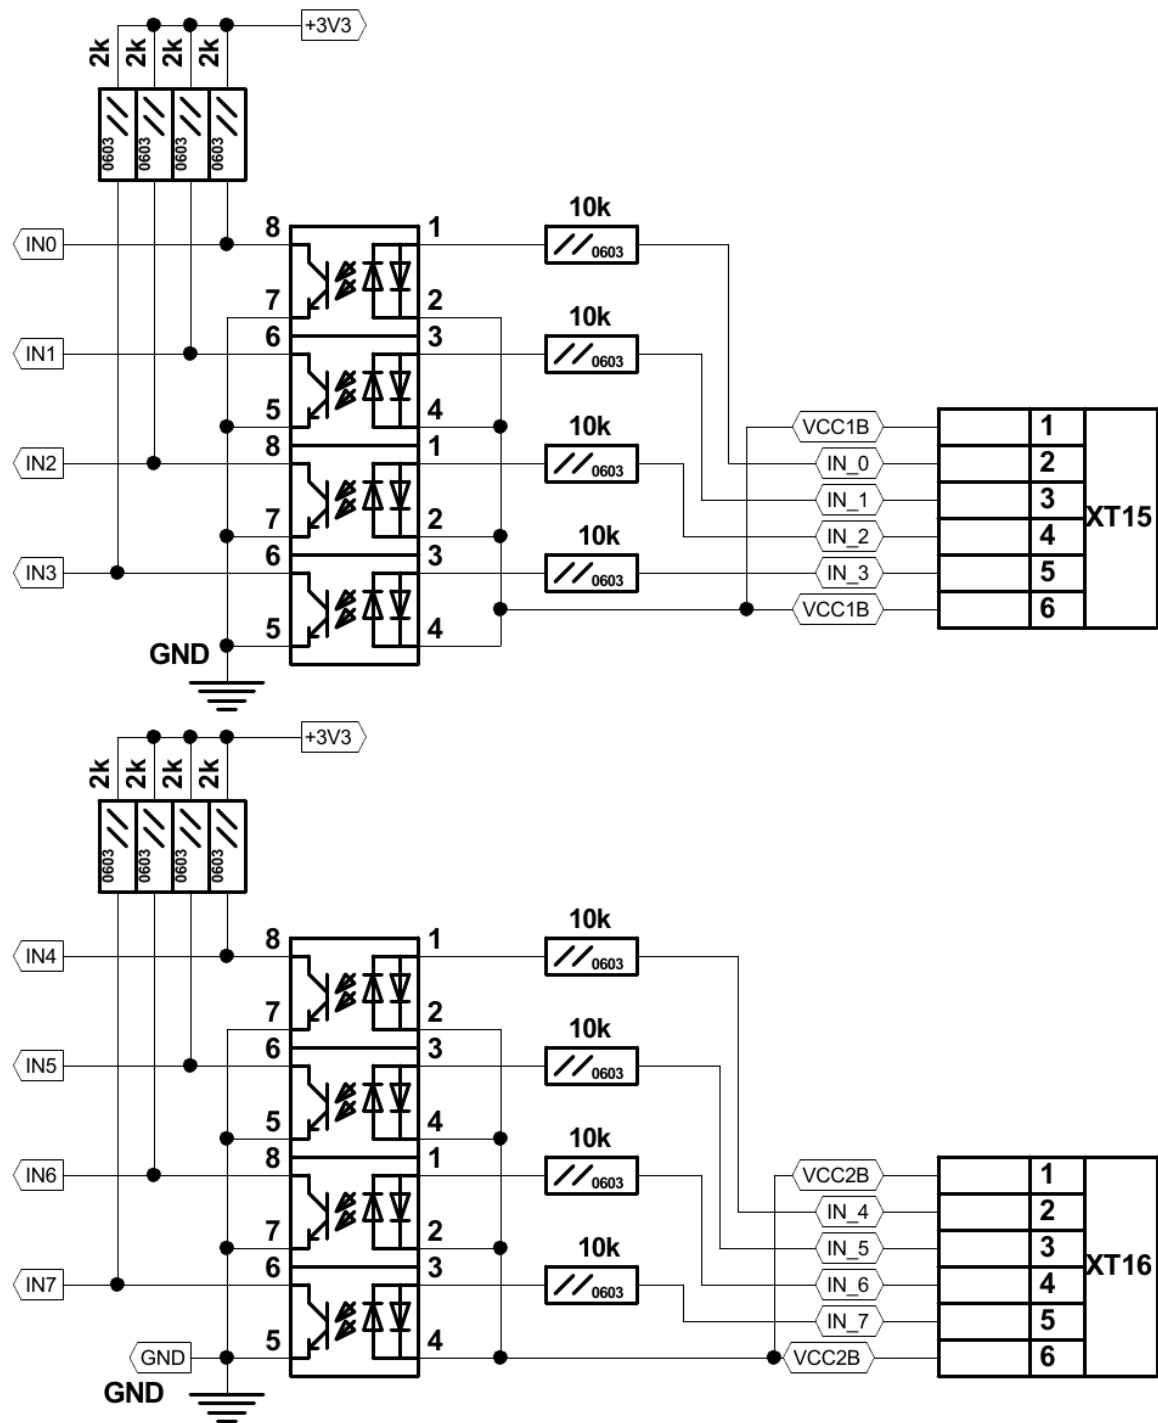 +3V3
2k 2k 2k 2k
0603 0603 0603 0603
10k
IN0 8 1 0603
7 2
10k
IN1 6 3 0603
5 4
10k
VCC1B 1
IN2 8 1 0603 IN_0 2
IN_1 3
7 2 IN_2 4
XT15
10k
IN3 6 3 0603 IN_3 5
VCC1B 6
5 4
GND
+3V3
2k 2k 2k 2k
0603 0603 0603 0603
10k
IN4 8 1 0603
7 2
10k
IN5 6 3 0603
5 4
10k
IN6 8 1 0603 VCC2B 1
IN_4 2
7 2 IN_5 3
XT16
10k
IN7 6 3 0603 IN_6 4
IN_7 5
GND 5 4 VCC2B 6
GND